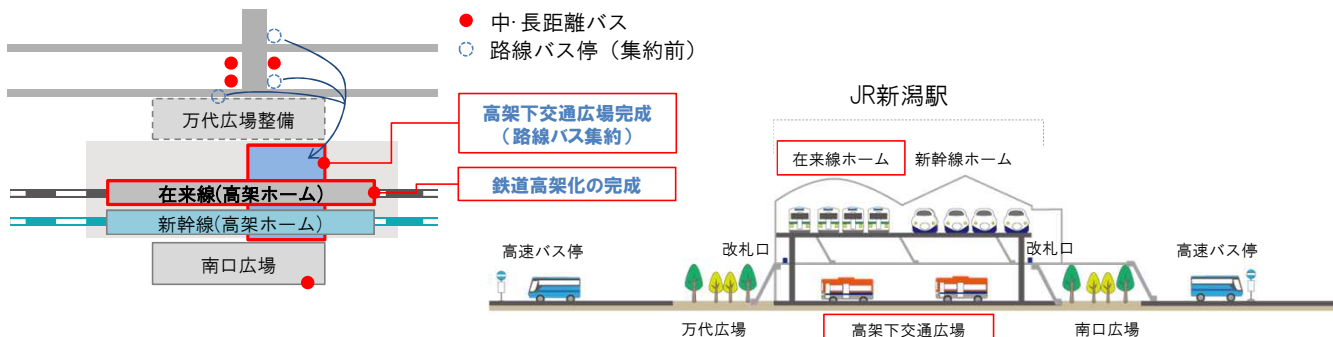 中・長距離バス
路線バス停（集約前）
万代広場整備
高架下交通広場完成
（路線バス集約）
在来線(高架ホーム)
鉄道高架化の完成
新幹線(高架ホーム)
南口広場
JR新潟駅
在来線ホーム
新幹線ホーム
高速バス停
改札口
改札口
高速バス停
万代広場
高架下交通広場
南口広場